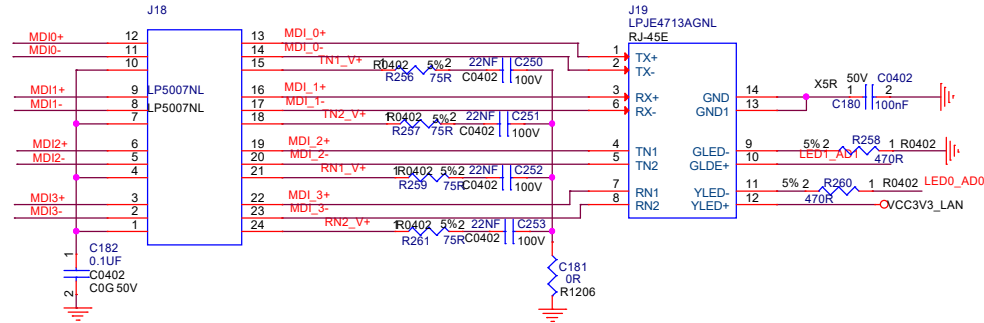 J18
J19
LPJE4713AGNL
RJ-45E
MDI0+ 12
MDI0- 11
10
LP5007NL
LP5007NL
MDI1+ 9
MDI1- 8
7
MDI2+ 6
MDI2- 5
4
MDI3+ 3
MDI3- 2
1
13 MDI_0+
14 MDI_0-
15 TN1_V+
R0402 5% 22NF C250
1 2
R256 75R C0402 100V
16 MDI_1+
17 MDI_1-
18 TN2_V+
R0402 5% 2 22NF C251
1
R257 75R C0402 100V
19 MDI_2+
20 MDI_2-
21 RN1_V+
R0402 5% 2 22NF C252
1
R259 75R C0402 100V
22 MDI_3+
23 MDI_3-
24 RN2_V+
R0402 5% 2 22NF C253
1
R261 75R C0402 100V
1 TX+
2 TX-
3 RX+
6 RX-
4 TN1
5 TN2
7 RN1
8 RN2
GND 14
GND1 13
X5R 50V C0402
1 2
C180 100nF
GLED- 9
GLDE+ 10
5% 2 R258 1 R0402
LED1_AD1
470R
YLED- 11
YLED+ 12
5% 2 R260 1 R0402 LED0_AD0
470R
VCC3V3_LAN
1
C182
0.1UF
C0402
2 C0G 50V
C181
0R
R1206